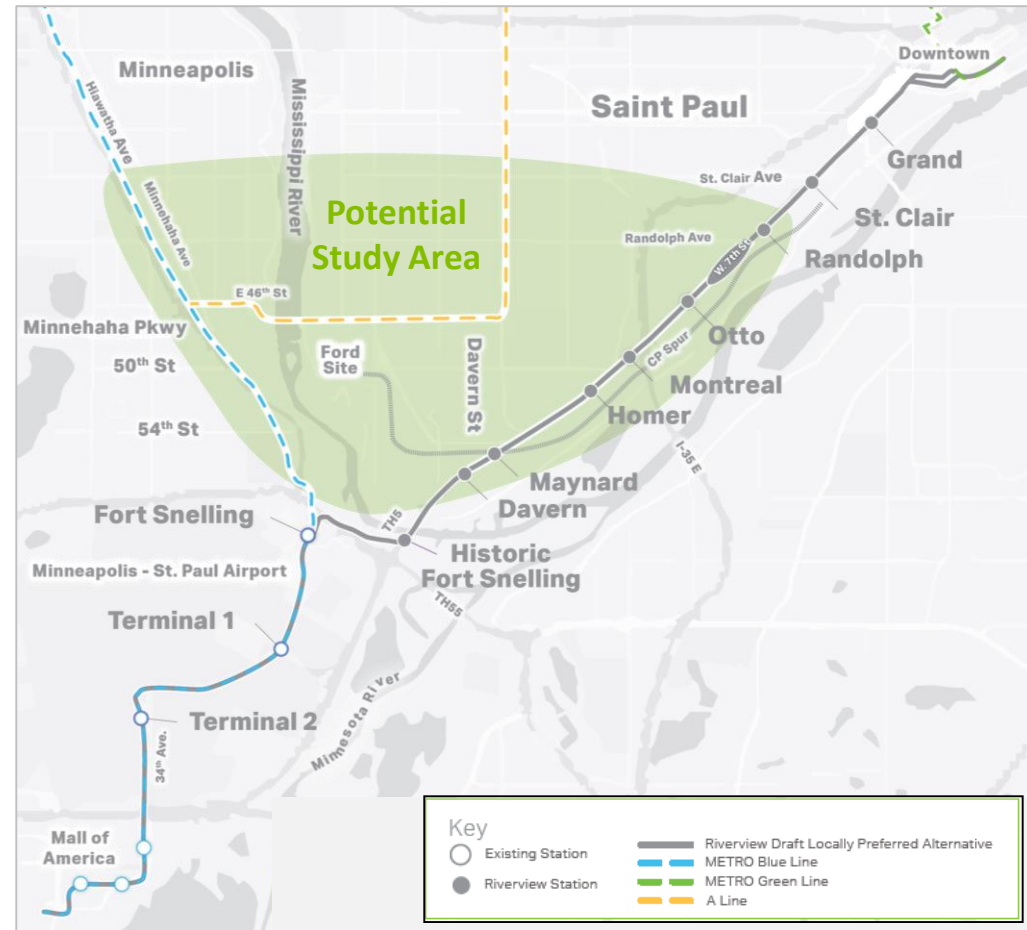 Downtown
Minneapolis
Hiawatha Ave
Mississippi River
Saint Paul
Grand
Minnehaha Ave
St. Clair Ave
Potential
Study Area
St. Clair
Randolph Ave
W. 7th St
Randolph
E 46th St
Minnehaha Pkwy
Otto
50th St
Ford
Site
Davern St
CP Spur
Montreal
Homer
54th St
I-35 E
Maynard
Davern
Fort Snelling
TH5
Historic
Fort Snelling
Minneapolis - St. Paul Airport
TH55
Terminal 1
Minnesota River
Terminal 2
34th Ave.
Mall of
America
Key
Existing Station
Riverview Station
Riverview Draft Locally Preferred Alternative
METRO Blue Line
METRO Green Line
A Line